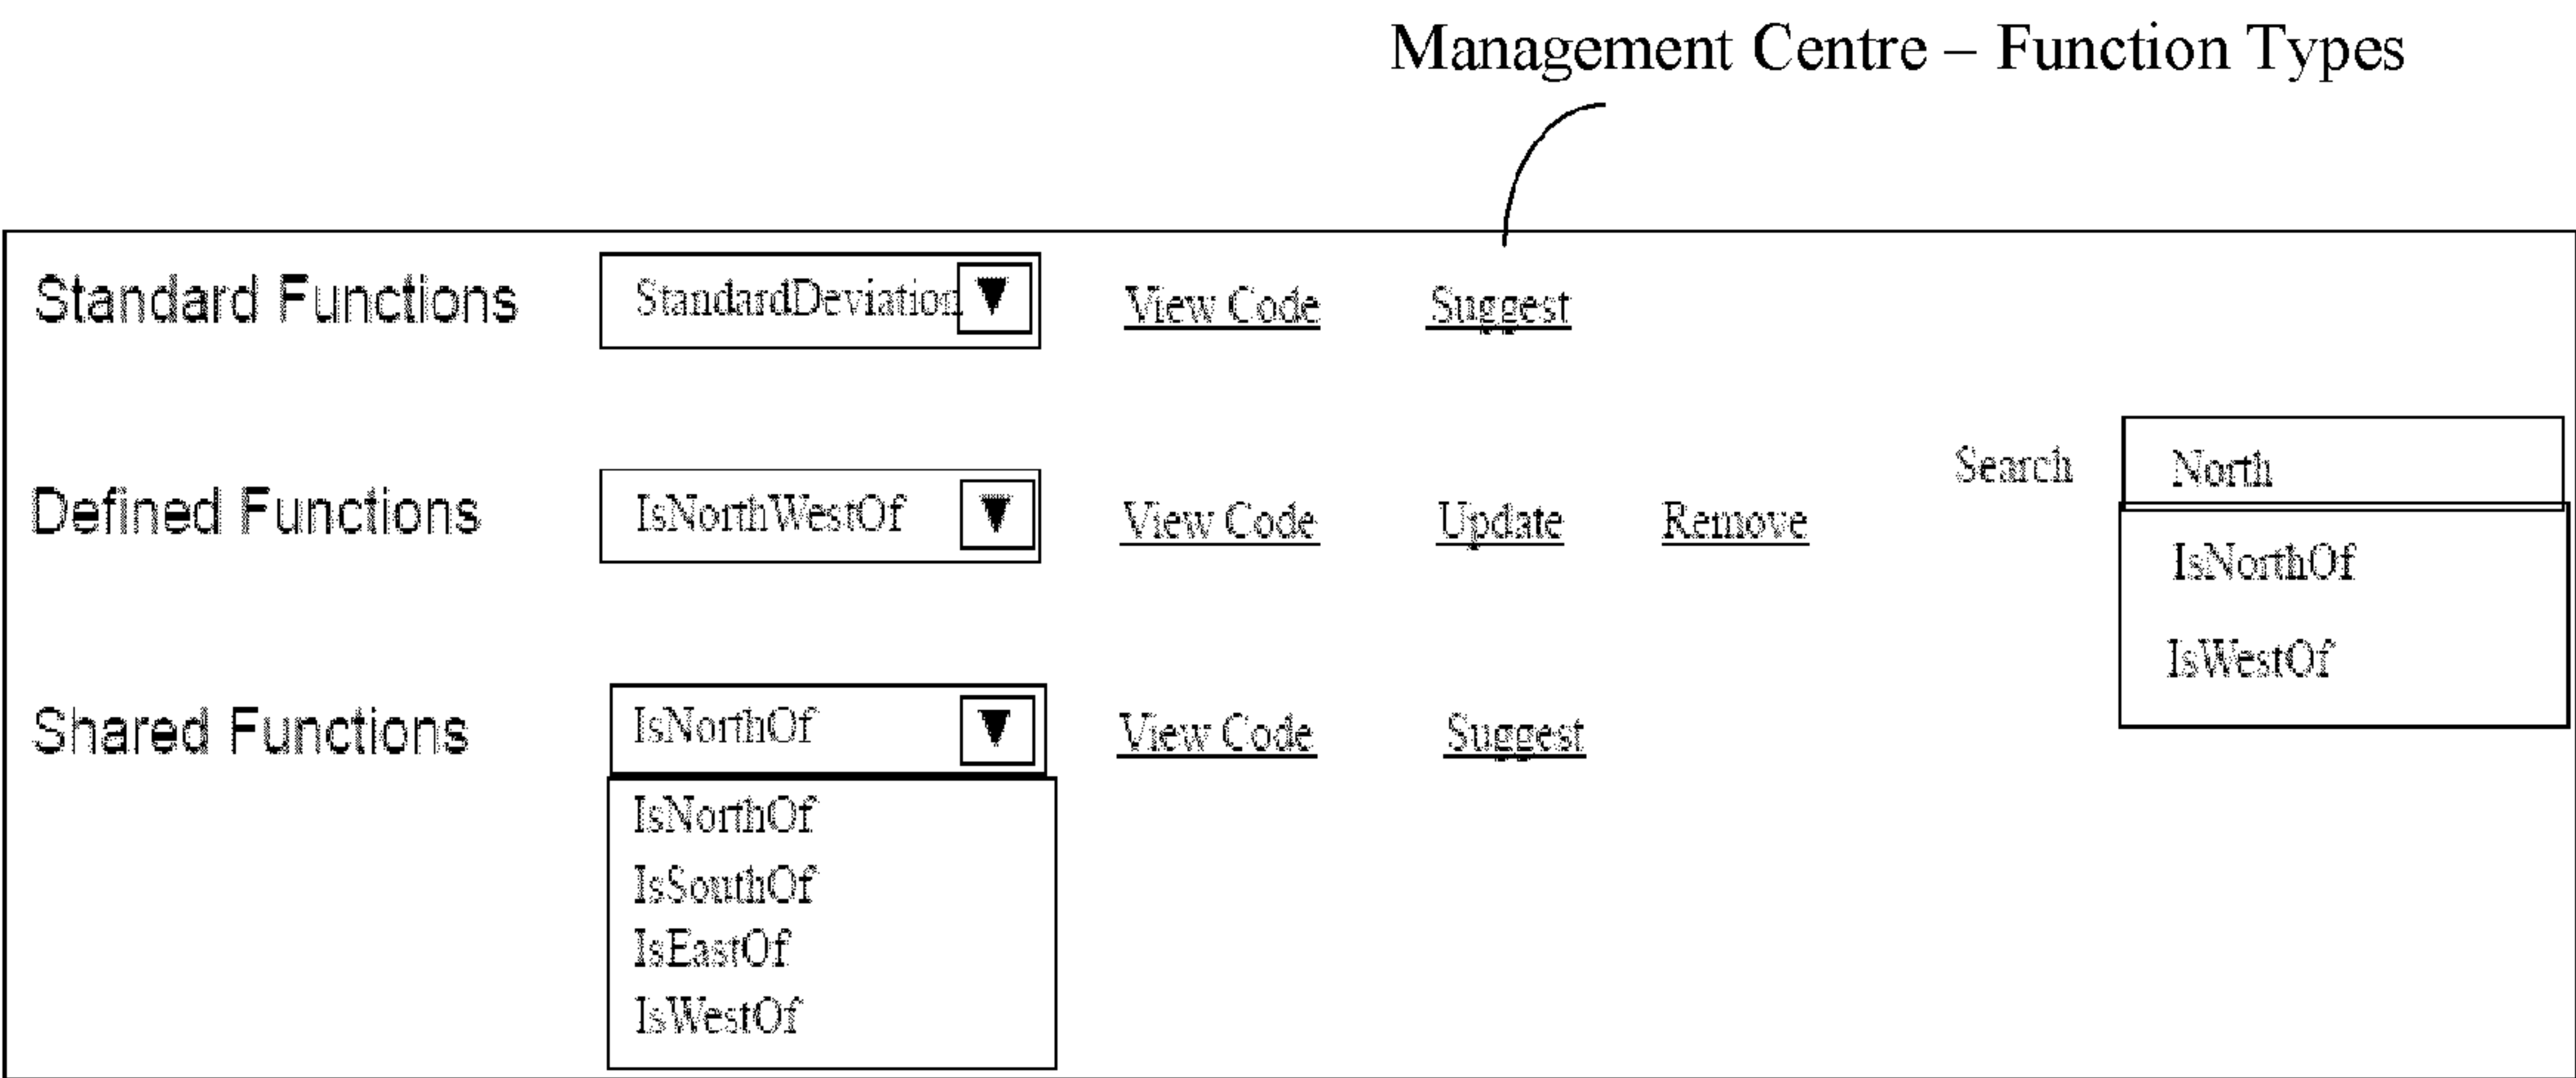 Management Centre – Function Types
Standard Functions StandardDeviation View Code Suggest
Search North
Defined Functions IsNorthWestOf View Code Update Remove
IsNorthOf
IsWestOf
Shared Functions IsNorthOf View Code Suggest
IsNorthOf
IsSouthOf
IsEastOf
IsWestOf